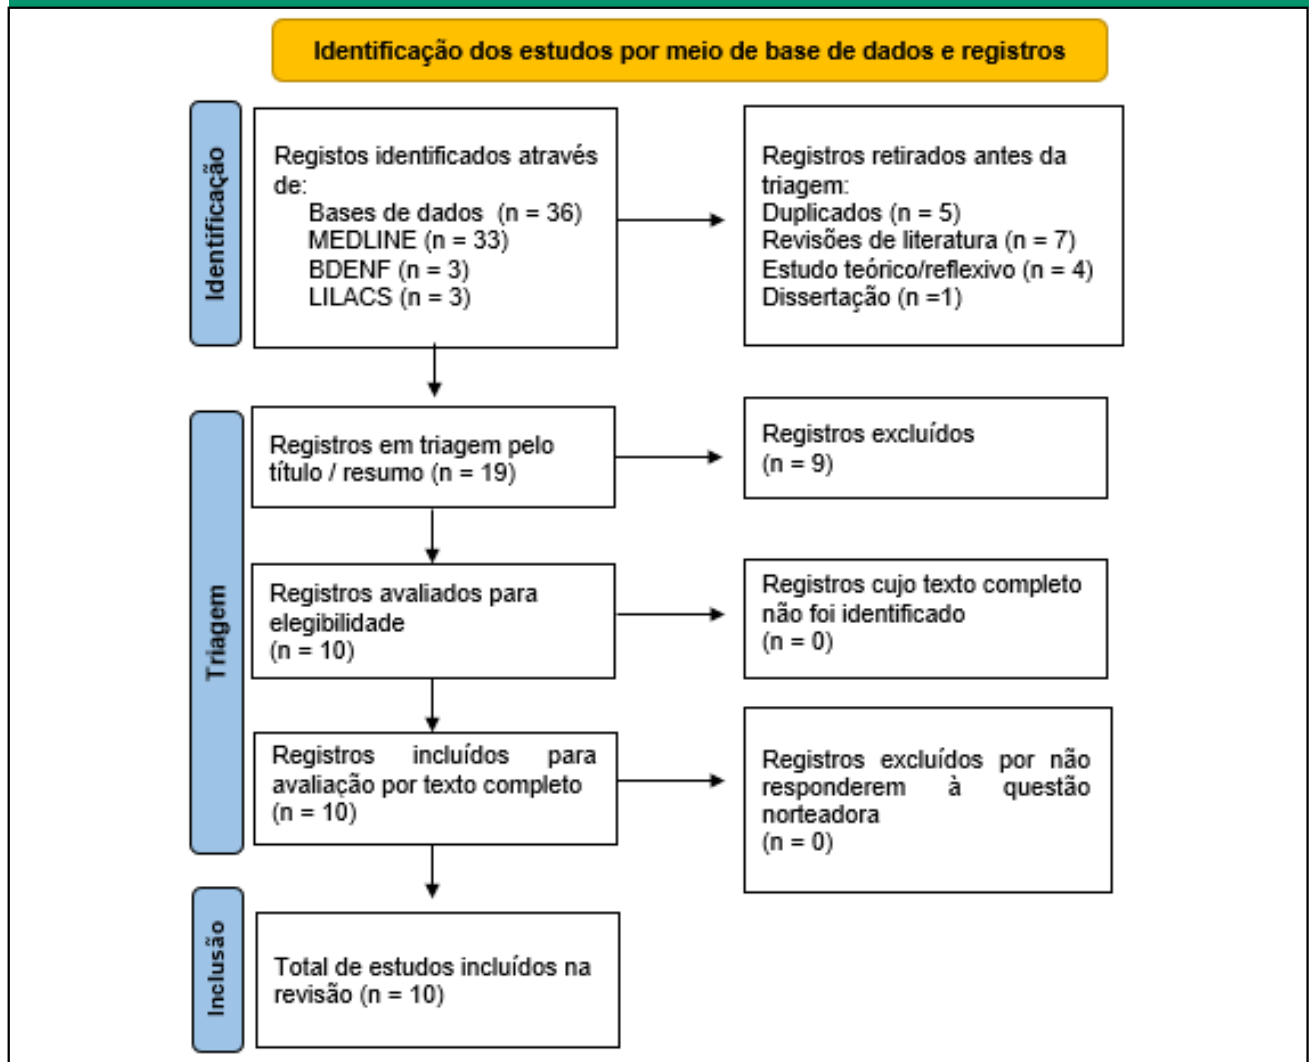 Identificação dos estudos por meio de base de dados e registros
Identificação
Registos identificados através
de:
Bases de dados (n = 36)
MEDLINE (n = 33)
BDENF (n = 3)
LILACS (n = 3)
Registros retirados antes da
triagem:
Duplicados (n = 5)
Revisões de literatura (n = 7)
Estudo teórico/reflexivo (n = 4)
Dissertação (n =1)
Triagem
Registros em triagem pelo
título / resumo (n = 19)
Registros excluídos
(n = 9)
Registros avaliados para
elegibilidade
(n = 10)
Registros cujo texto completo
não foi identificado
(n = 0)
Registros incluídos para
avaliação por texto completo
(n = 10)
Registros excluídos por não
responderem à questão
norteadora
(n = 0)
Inclusão
Total de estudos incluídos na
revisão (n = 10)